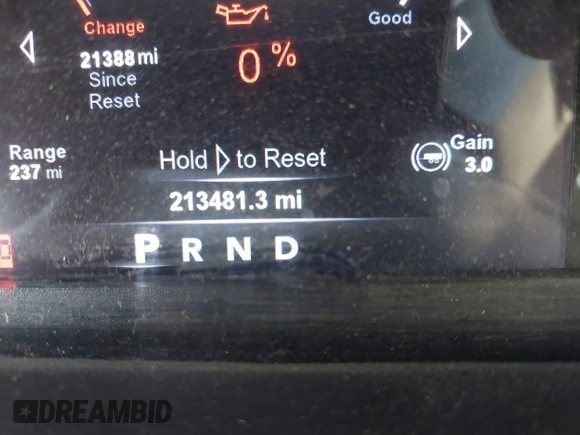 Change
Good
21388 mi
Since
Reset
0 %
Range
237 mi
Hold ▷ to Reset
Gain
3.0
213481.3 mi
P R N D
DREAMBID